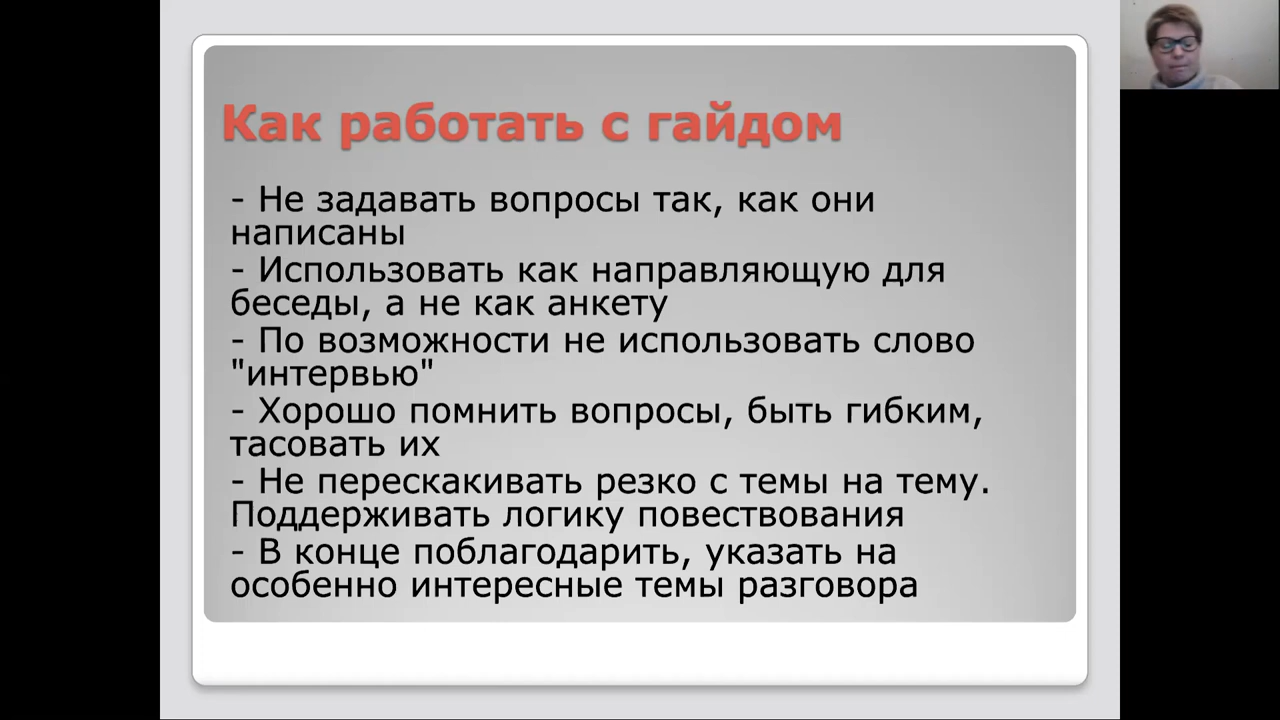 Как работать с гайдом
- Не задавать вопросы так, как они
написаны
- Использовать как направляющую для
беседы, а не как анкету
- По возможности не использовать слово
"интервью"
- Хорошо помнить вопросы, быть гибким,
тасовать их
- Не перескакивать резко с темы на тему.
Поддерживать логику повествования
- В конце поблагодарить, указать на
особенно интересные темы разговора